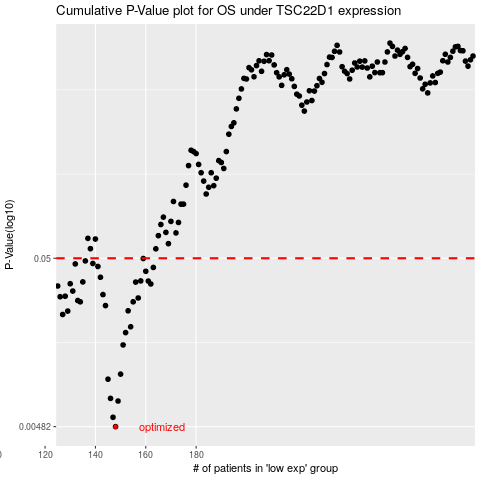 Cumulative P-Value plot for OS under TSC22D1 expression
P-Value(log10)
0.05
0.00482
optimized
0 120 140 160 180
# of patients in 'low exp' group